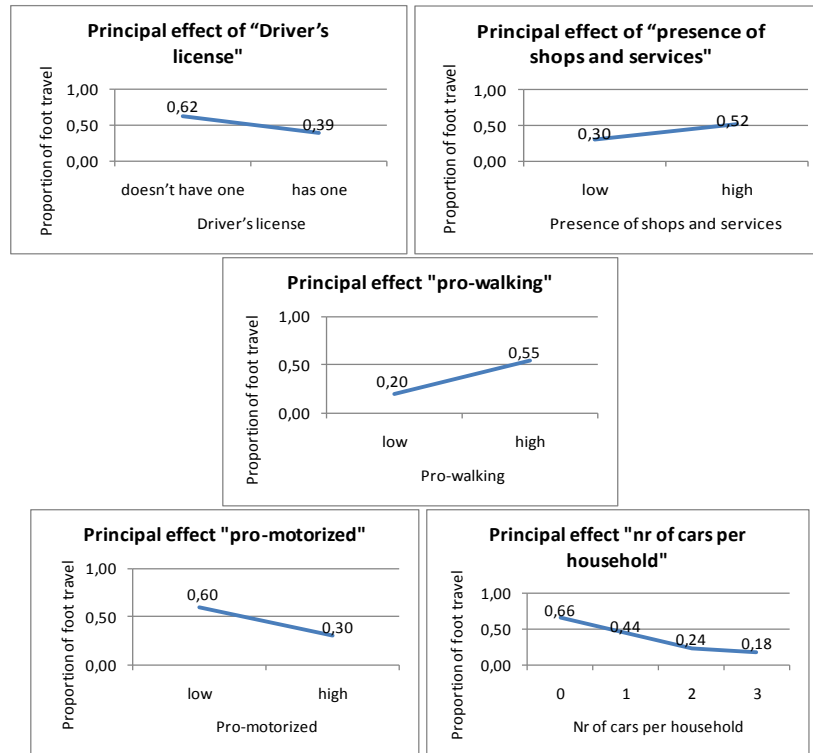 Principal effect of “Driver’s
license"
Proportion of foot travel
1,00
0,50
0,00
0,62
0,39
doesn’t have one
has one
Driver’s license
Principal effect of “presence of
shops and services"
Proportion of foot travel
1,00
0,50
0,00
0,30
0,52
low
high
Presence of shops and services
Principal effect "pro-walking"
Proportion of foot travel
1,00
0,50
0,00
0,20
0,55
low
high
Pro-walking
Principal effect "pro-motorized"
Proportion of foot travel
1,00
0,50
0,00
0,60
0,30
low
high
Pro-motorized
Principal effect "nr of cars per
household"
Proportion of foot travel
1,00
0,50
0,00
0,66
0,44
0,24
0,18
0
1
2
3
Nr of cars per household